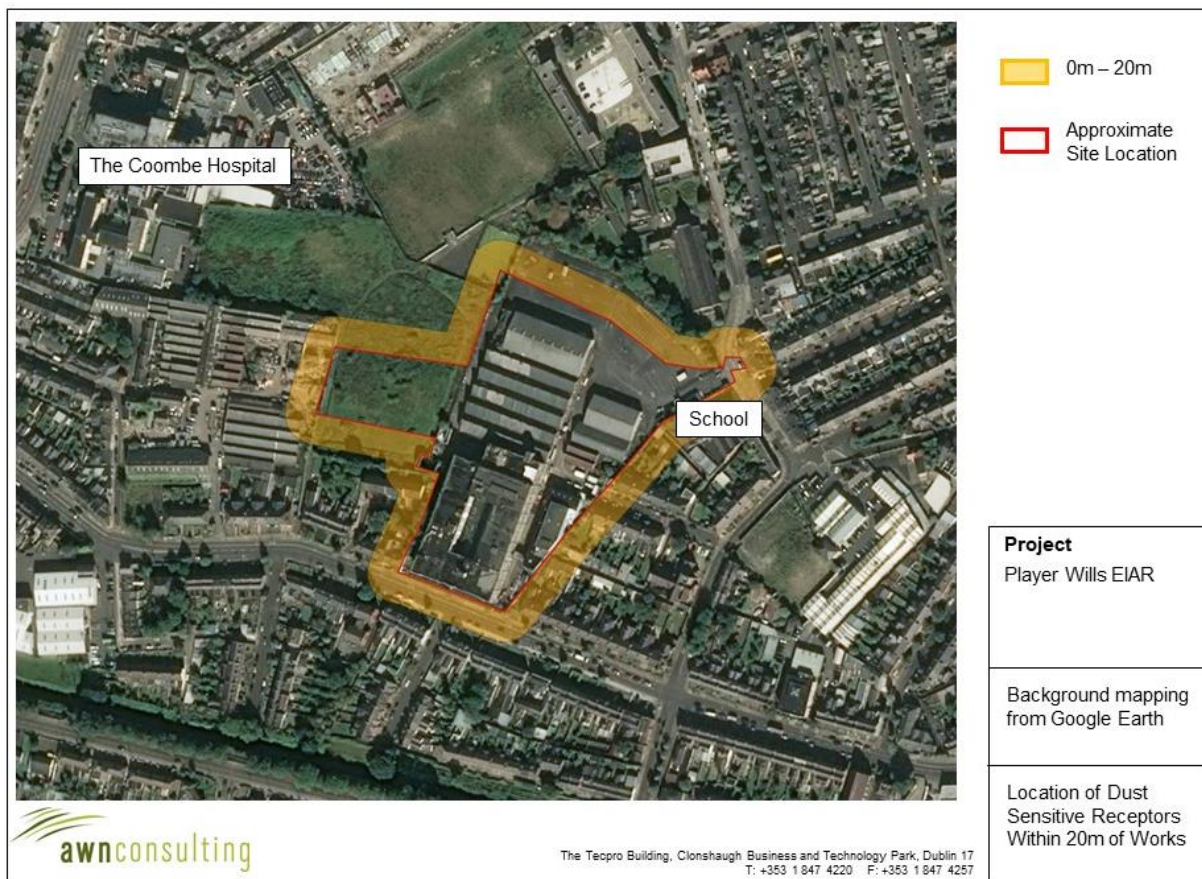 The Coombe Hospital
School
0m – 20m
Approximate
Site Location
Project
Player Wills EIAR
Background mapping
from Google Earth
Location of Dust
Sensitive Receptors
Within 20m of Works
awnconsulting
The Tecpro Building, Clonshaugh Business and Technology Park, Dublin 17
T: +353 1 847 4220 F: +353 1 847 4257